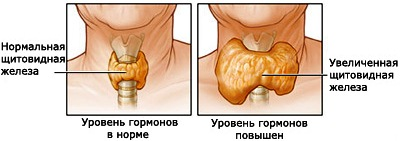 Нормальная
щитовидная
железа
Уровень гормонов
в норме
Увеличенная
щитовидная
железа
Уровень гормонов
повышен